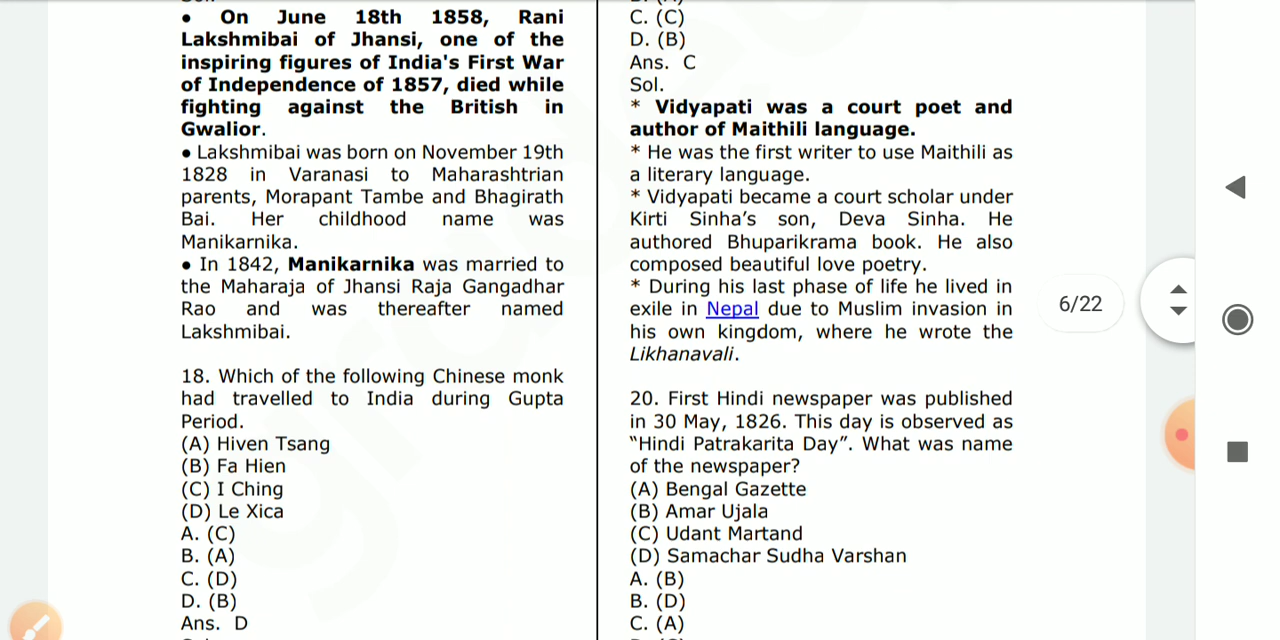 • On June 18th 1858, Rani
Lakshmibai of Jhansi, one of the
inspiring figures of India's First War
of Independence of 1857, died while
fighting against the British in
Gwalior.
• Lakshmibai was born on November 19th
1828 in Varanasi to Maharashtrian
parents, Morapant Tambe and Bhagirath
Bai. Her childhood name was
Manikarnika.
• In 1842, Manikarnika was married to
the Maharaja of Jhansi Raja Gangadhar
Rao and was thereafter named
Lakshmibai.
18. Which of the following Chinese monk
had travelled to India during Gupta
Period.
(A) Hiven Tsang
(B) Fa Hien
(C) I Ching
(D) Le Xica
A. (C)
B. (A)
C. (D)
D. (B)
Ans. D
C. (C)
D. (B)
Ans. C
Sol.
* Vidyapati was a court poet and
author of Maithili language.
* He was the first writer to use Maithili as
a literary language.
* Vidyapati became a court scholar under
Kirti Sinha's son, Deva Sinha. He
authored Bhuparikrama book. He also
composed beautiful love poetry.
* During his last phase of life he lived in
exile in Nepal due to Muslim invasion in
his own kingdom, where he wrote the
Likhanavali.
20. First Hindi newspaper was published
in 30 May, 1826. This day is observed as
“Hindi Patrakarita Day”. What was name
of the newspaper?
(A) Bengal Gazette
(B) Amar Ujala
(C) Udant Martand
(D) Samachar Sudha Varshan
A. (B)
B. (D)
C. (A)
6/22